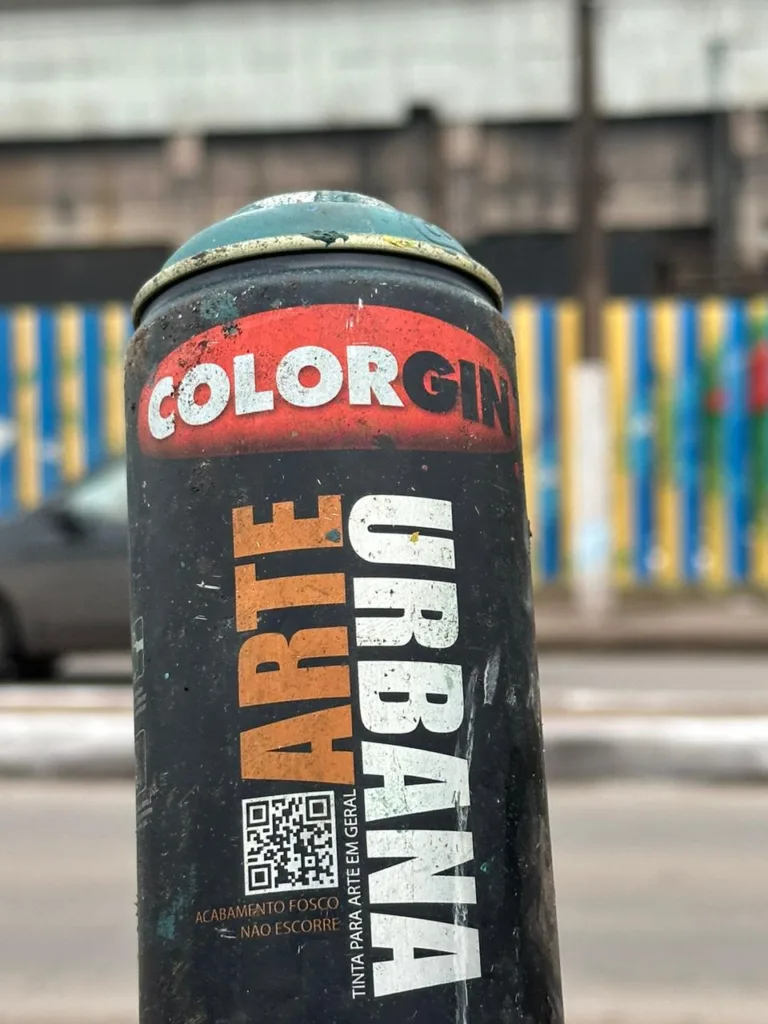 COLORGIN
ARTE
URBANA
TINTA PARA ARTE EM GERAL
ACABAMENTO FOSCO
NÃO ESCORRE